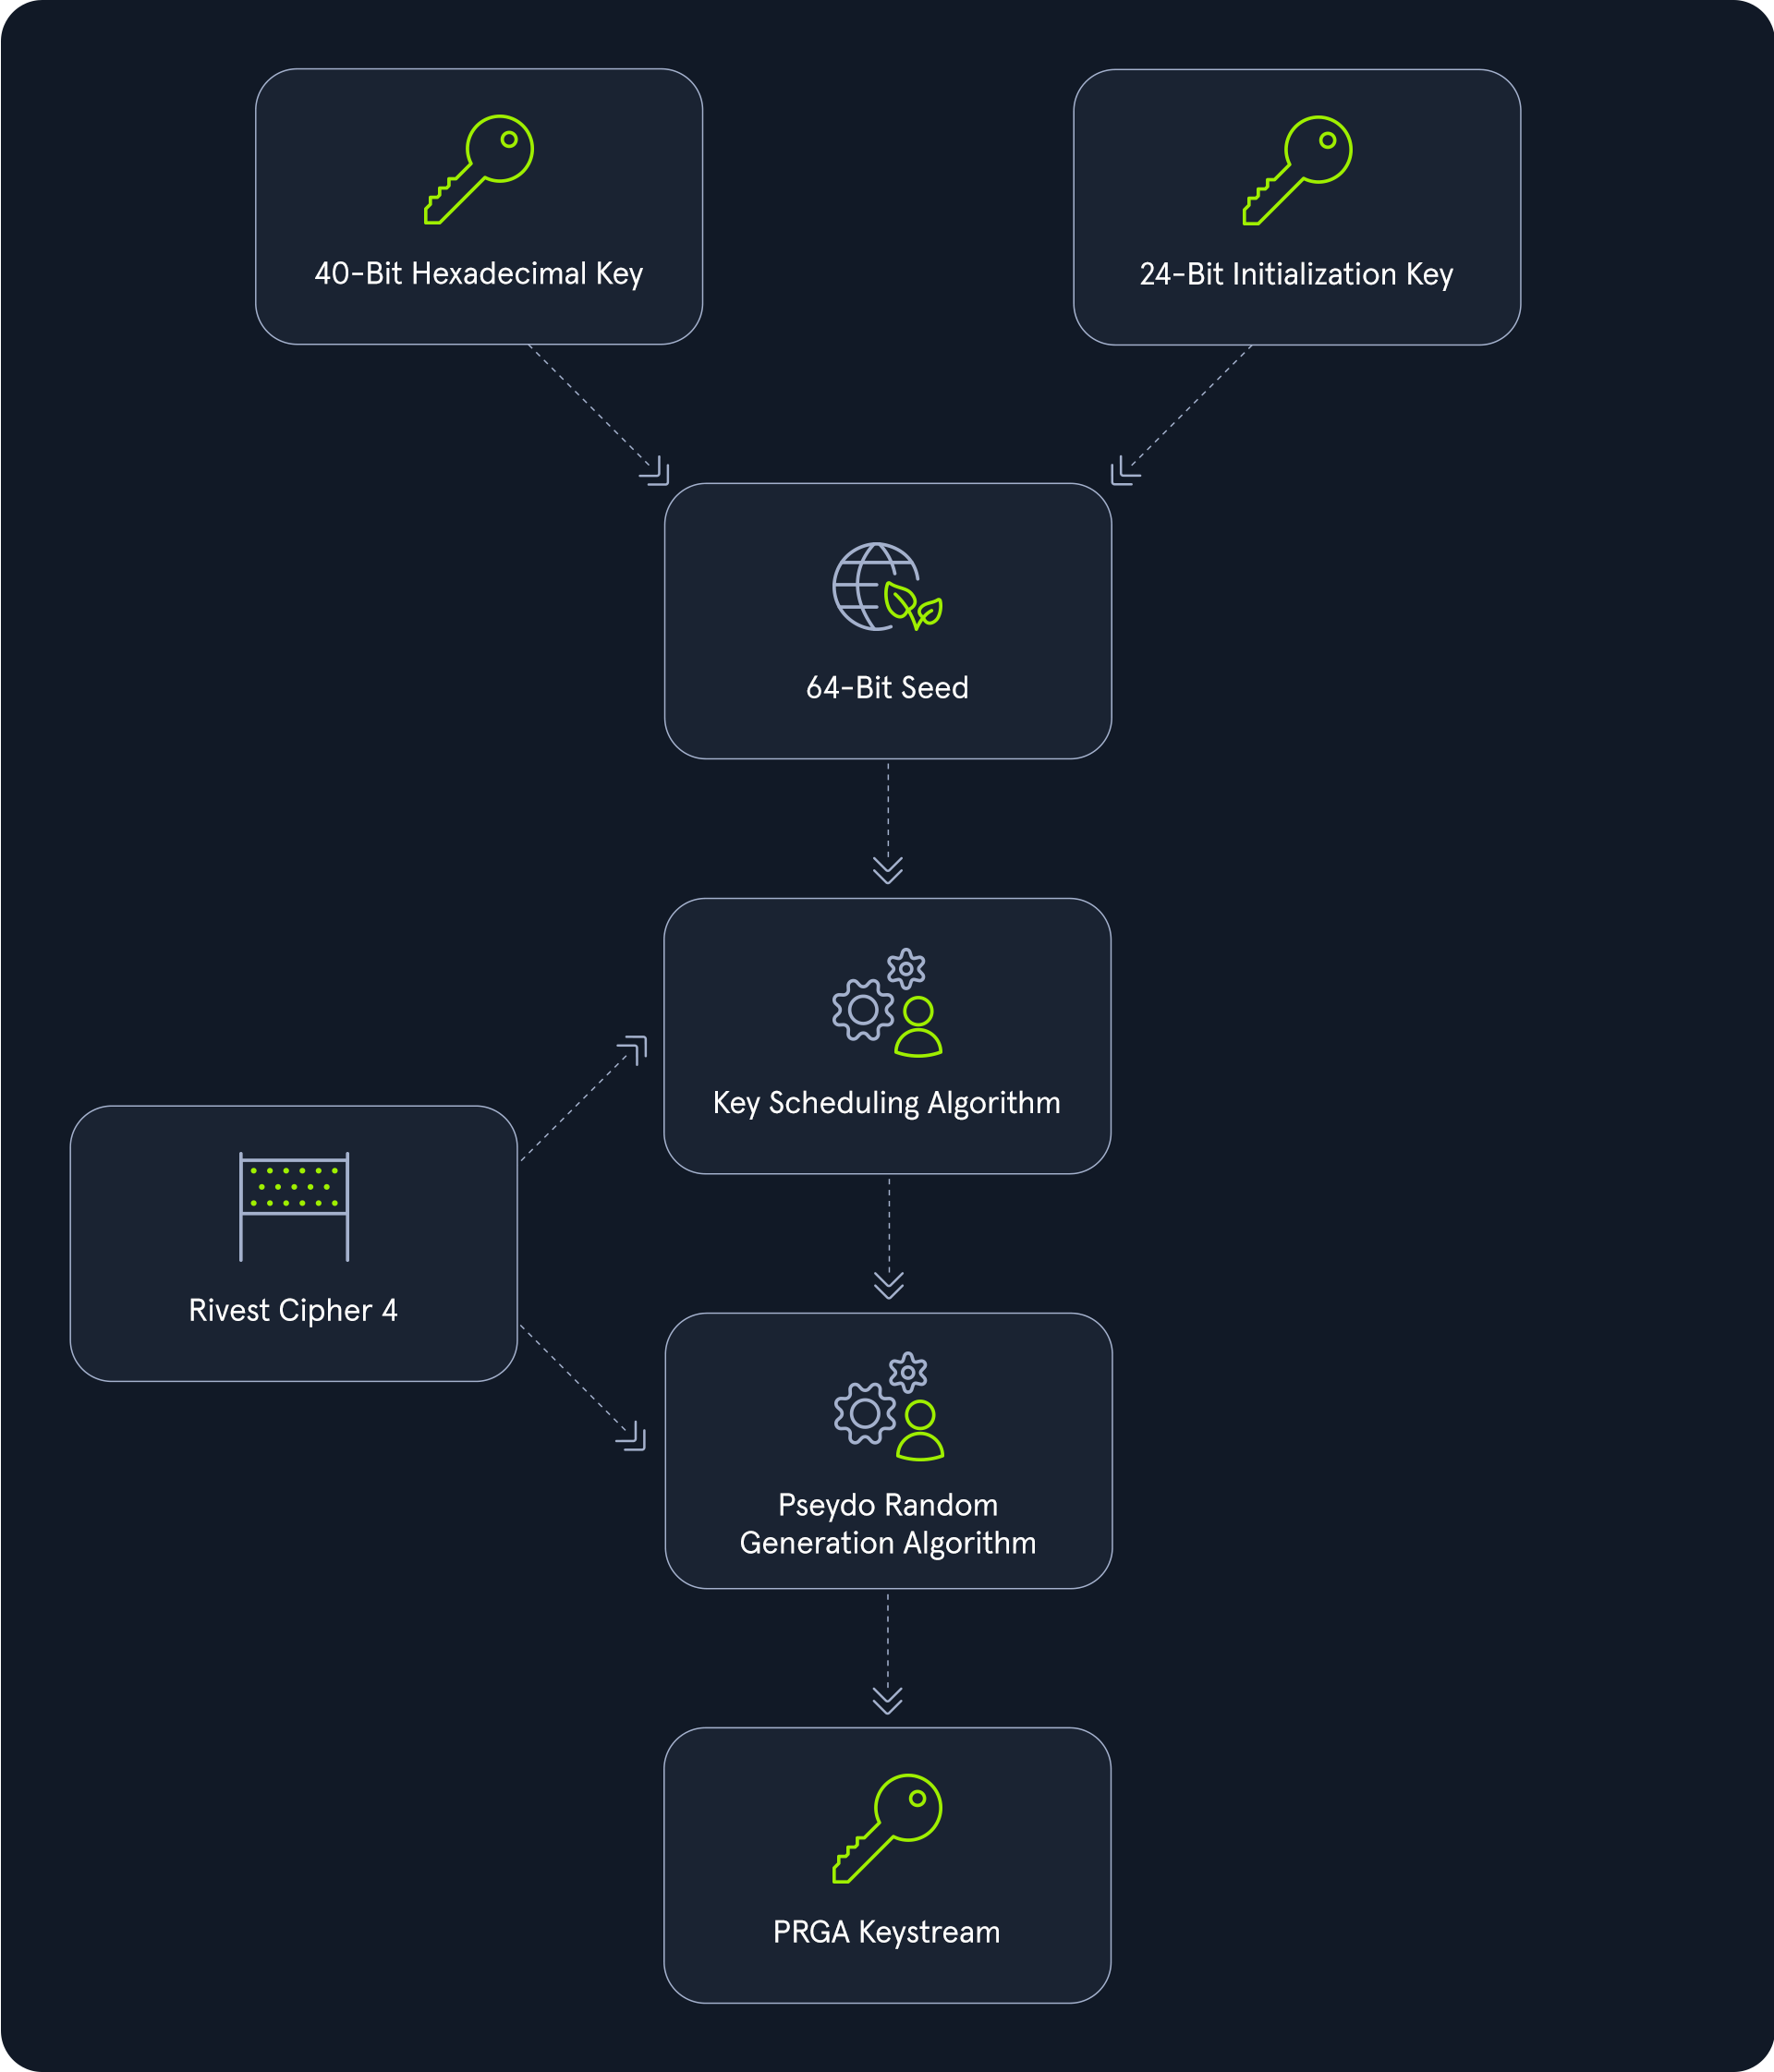 40-Bit Hexadecimal Key
24-Bit Initialization Key
64-Bit Seed
Key Scheduling Algorithm
Rivest Cipher 4
Pseydo Random
Generation Algorithm
PRGA Keystream